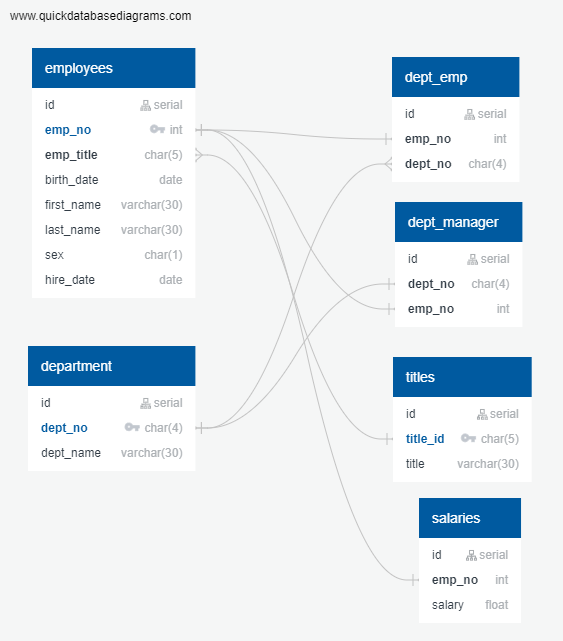 www.quickdatabasediagrams.com
employees
id serial
emp_no int
emp_title char(5)
birth_date date
first_name varchar(30)
last_name varchar(30)
sex char(1)
hire_date date
department
id serial
dept_no char(4)
dept_name varchar(30)
dept_emp
id serial
emp_no int
dept_no char(4)
dept_manager
id serial
dept_no char(4)
emp_no int
titles
id serial
title_id char(5)
title varchar(30)
salaries
id serial
emp_no int
salary float